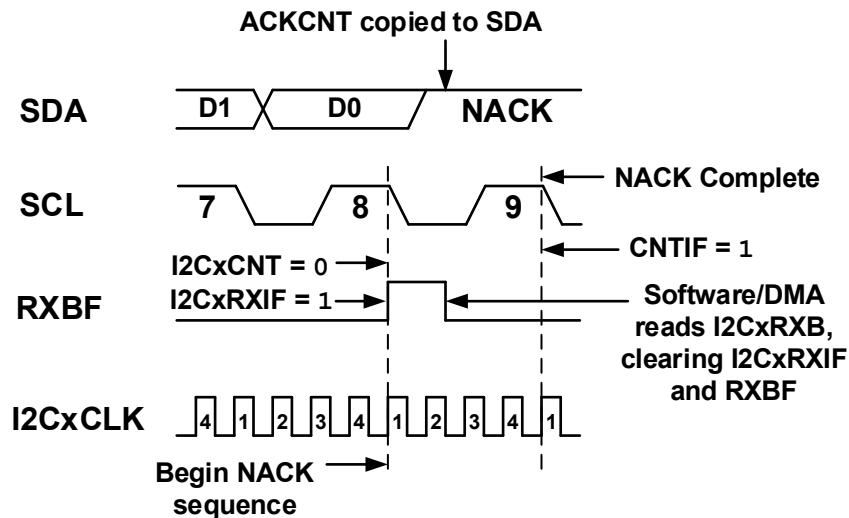 ACKCNT copied to SDA
SDA
D1
D0
NACK
SCL
7
8
9
NACK Complete
I2CxCNT = 0
CNTIF = 1
RXBF
I2CxRXIF = 1
Software/DMA
reads I2CxRXB,
clearing I2CxRXIF
and RXBF
I2CxCLK
4 1 2 3 4 1 2 3 4 1
Begin NACK
sequence